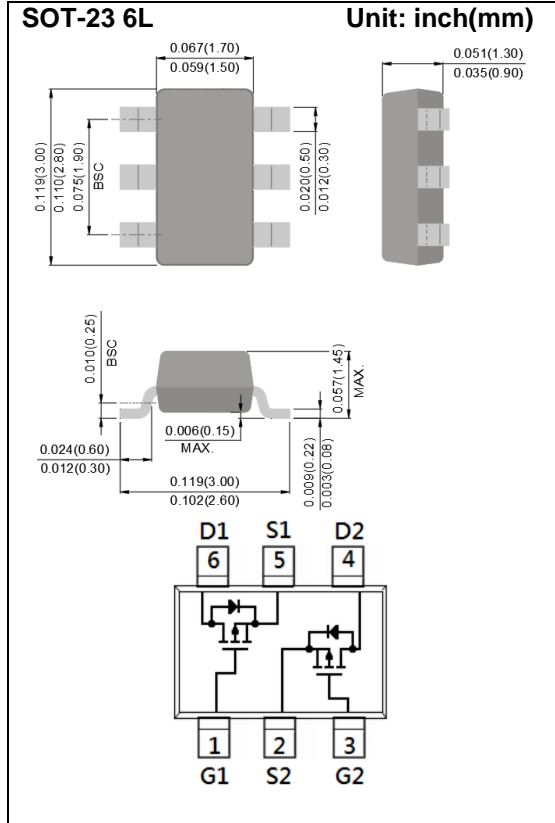 SOT-23 6L Unit: inch(mm)
0.067(1.70)
0.059(1.50)
0.051(1.30)
0.035(0.90)
0.119(3.00)
0.110(2.80)
0.075(1.90)
BSC
0.020(0.50)
0.012(0.30)
0.010(0.25)
BSC
0.057(1.45)
MAX.
0.006(0.15)
MAX.
0.024(0.60)
0.012(0.30)
0.009(0.22)
0.003(0.08)
0.119(3.00)
0.102(2.60)
D1 S1 D2
6 5 4
1 2 3
G1 S2 G2